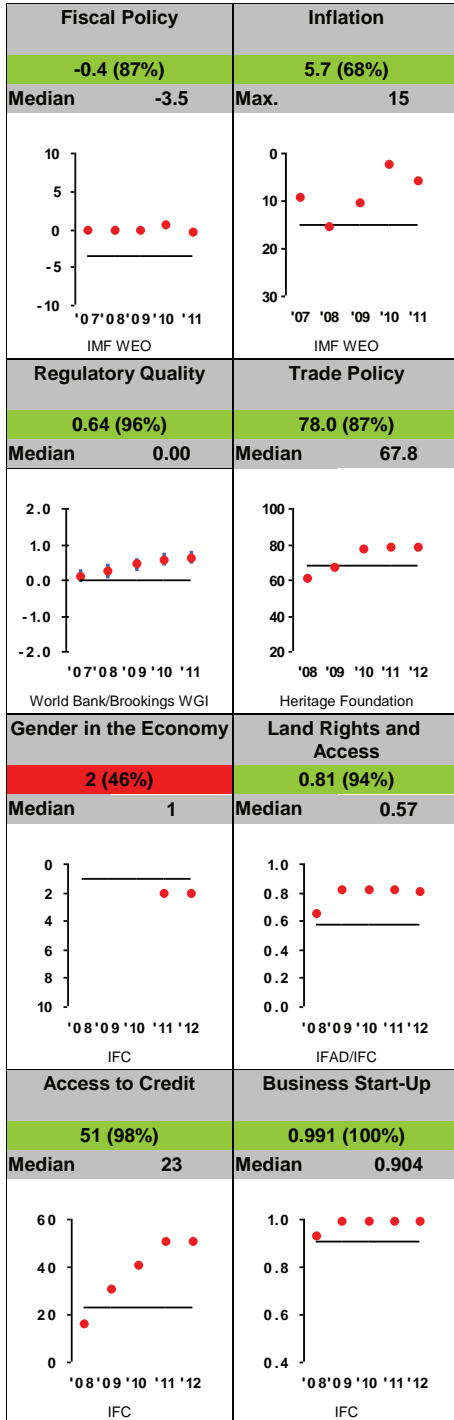 Fiscal Policy
-0.4 (87%)
Median -3.5
10
5
0
-5
-10
'07 '08 '09 '10 '11
IMF WEO
Inflation
5.7 (68%)
Max. 15
0
10
20
30
'07 '08 '09 '10 '11
IMF WEO
Regulatory Quality
0.64 (96%)
Median 0.00
2.0
1.0
0.0
-1.0
-2.0
'07 '08 '09 '10 '11
World Bank/Brookings WGI
Trade Policy
78.0 (87%)
Median 67.8
100
80
60
40
20
'08 '09 '10 '11 '12
Heritage Foundation
Gender in the Economy
2 (46%)
Median 1
0
2
4
6
8
10
'08 '09 '10 '11 '12
IFC
Land Rights and
Access
0.81 (94%)
Median 0.57
1.0
0.8
0.6
0.4
0.2
0.0
'08 '09 '10 '11 '12
IFAD/IFC
Access to Credit
51 (98%)
Median 23
60
40
20
0
'08 '09 '10 '11 '12
IFC
Business Start-Up
0.991 (100%)
Median 0.904
1.0
0.8
0.6
0.4
'08 '09 '10 '11 '12
IFC